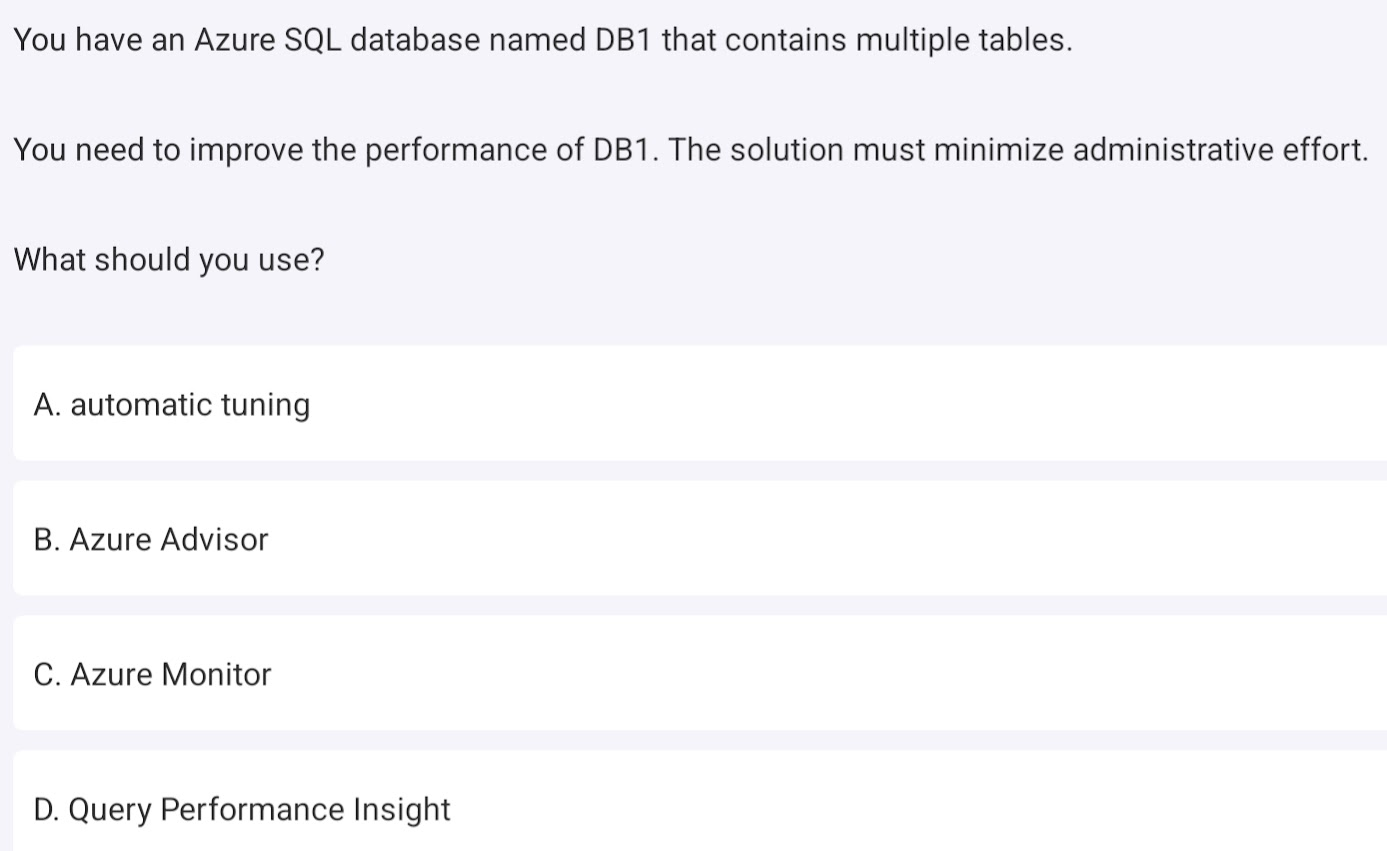 You have an Azure SQL database named DB1 that contains multiple tables.
You need to improve the performance of DB1. The solution must minimize administrative effort.
What should you use?
A. automatic tuning
B. Azure Advisor
C. Azure Monitor
D. Query Performance Insight